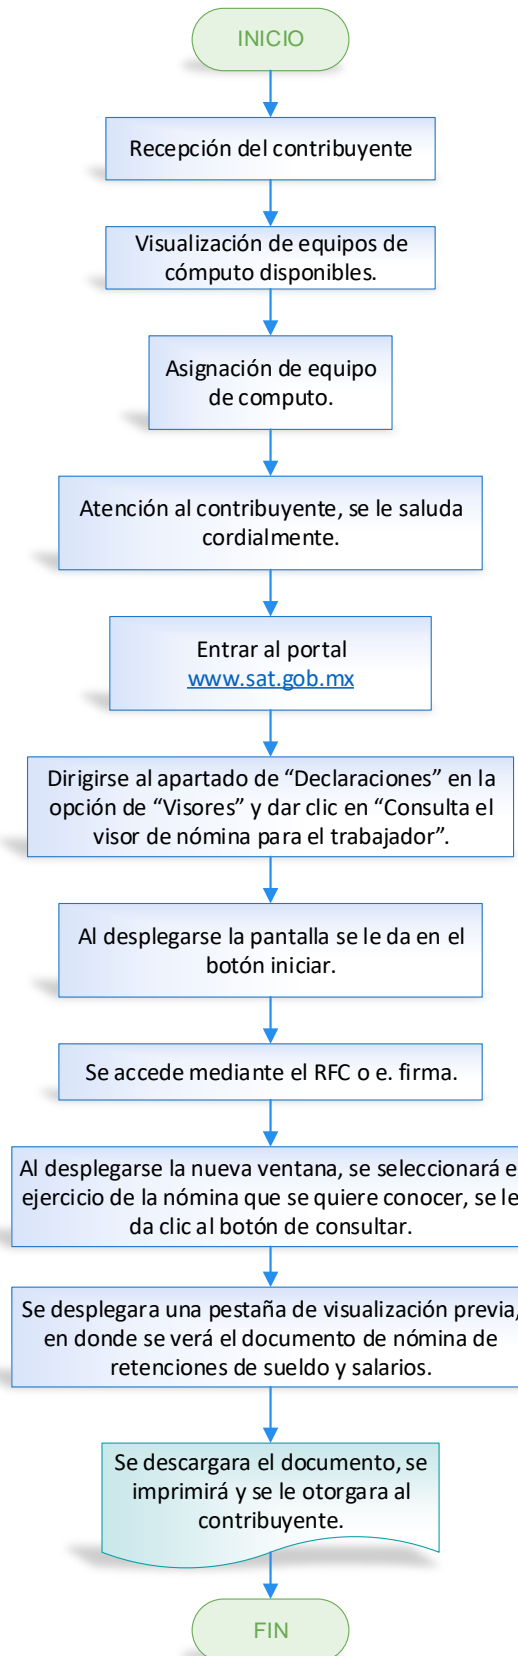 INICIO
Recepción del contribuyente
Visualización de equipos de
cómputo disponibles.
Asignación de equipo
de computo.
Atención al contribuyente, se le saluda
cordialmente.
Entrar al portal
www.sat.gob.mx
Dirigirse al apartado de “Declaraciones” en la
opción de “Visores” y dar clic en “Consulta el
visor de nómina para el trabajador”.
Al desplegarse la pantalla se le da en el
botón iniciar.
Se accede mediante el RFC o e. firma.
Al desplegarse la nueva ventana, se seleccionará e
ejercicio de la nómina que se quiere conocer, se le
da clic al botón de consultar.
Se desplegara una pestaña de visualización previa,
en donde se verá el documento de nómina de
retenciones de sueldo y salarios.
Se descargara el documento, se
imprimirá y se le otorgara al
contribuyente.
FIN